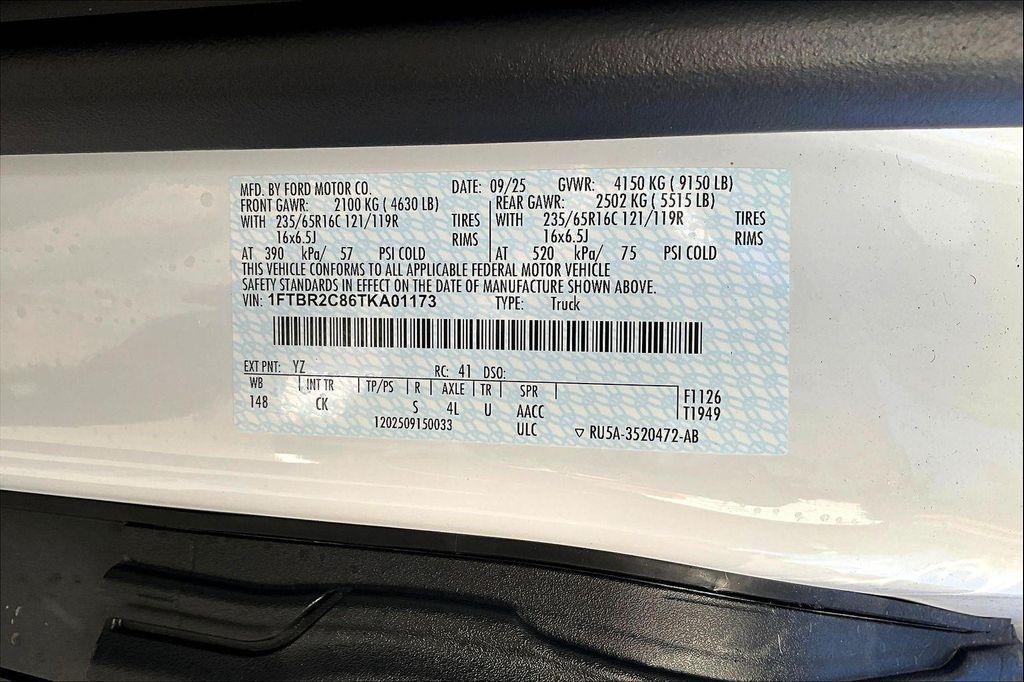 MFD. BY FORD MOTOR CO. DATE: 09/25 GVWR: 4150 KG ( 9150 LB)
FRONT GAWR: 2100 KG ( 4630 LB) REAR GAWR: 2502 KG ( 5515 LB)
WITH 235/65R16C 121/119R TIRES WITH 235/65R16C 121/119R TIRES
16x6.5J RIMS 16x6.5J RIMS
AT 390 kPa/ 57 PSI COLD AT 520 kPa/ 75 PSI COLD
THIS VEHICLE CONFORMS TO ALL APPLICABLE FEDERAL MOTOR VEHICLE
SAFETY STANDARDS IN EFFECT ON THE DATE OF MANUFACTURE SHOWN ABOVE.
VIN: 1FTBR2C86TKA01173 TYPE: Truck
EXT PNT: YZ RC: 41 DSO:
WB INT TR TP/PS R AXLE TR SPR F1126
148 CK S 4L U AACC T1949
1202509150033 ULC ▽ RU5A-3520472-AB